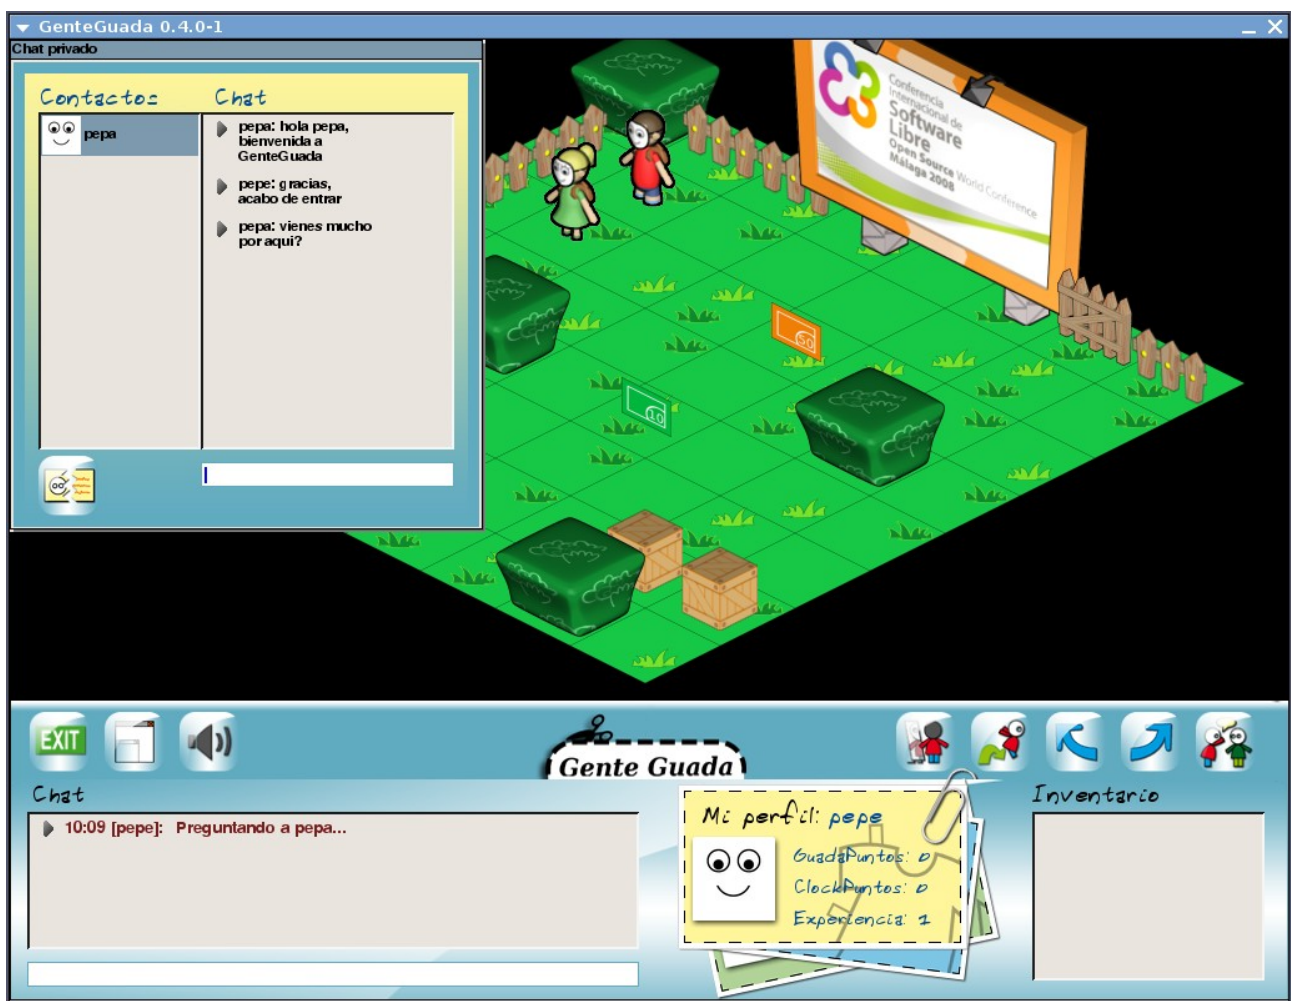 GenteGuada 0.4.0-1
Chat privado
Contactos
Chat
pepa
pepa: hola pepa,
bienvenida a
GenteGuada
pepe: gracias,
acabo de entrar
pepa: vienes mucho
por aqui?
Conferencia
Internacional de
Software
Libre
Open Source World Conference
Málaga 2008
50
10
EXIT
Gente Guada
Chat
10:09 [pepe]: Preguntando a pepa...
Mi perfil: pepe
GuadaPuntos: 0
ClockPuntos: 0
Experiencia: 1
Inventario